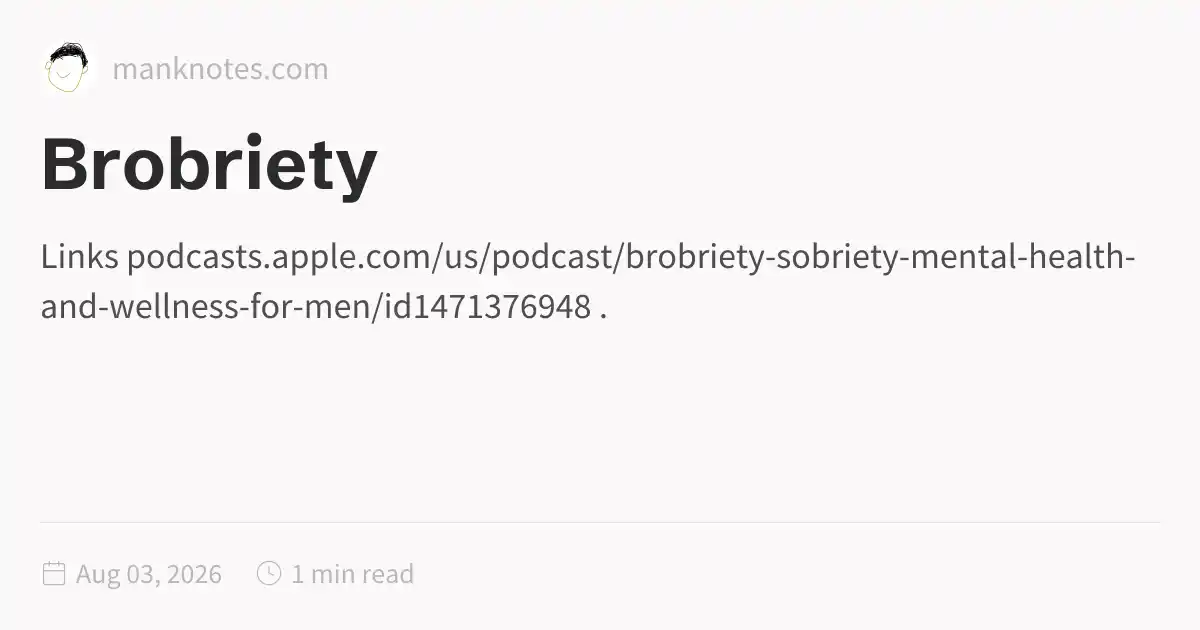 manknotes.com
Brobriety
Links podcasts.apple.com/us/podcast/brobriety-sobriety-mental-health-
and-wellness-for-men/id1471376948 .
Aug 03, 2026 1 min read